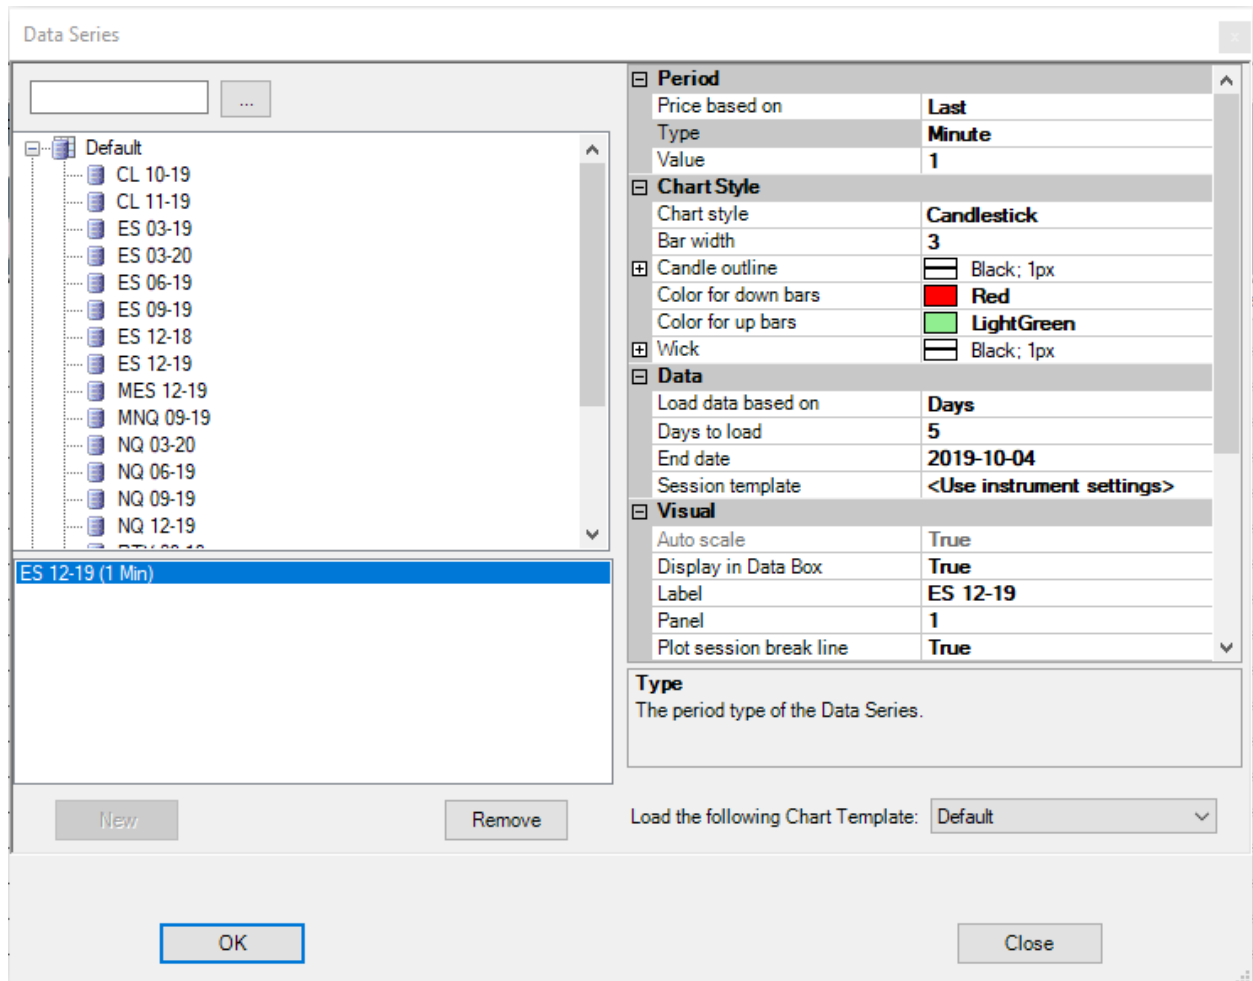 Data Series
x
...
Default
CL 10-19
CL 11-19
ES 03-19
ES 03-20
ES 06-19
ES 09-19
ES 12-18
ES 12-19
MES 12-19
MNQ 09-19
NQ 03-20
NQ 06-19
NQ 09-19
NQ 12-19
ES 12-19 (1 Min)
New
Remove
Period
Price based on Last
Type Minute
Value 1
Chart Style
Chart style Candlestick
Bar width 3
Candle outline Black; 1px
Color for down bars Red
Color for up bars LightGreen
Wick Black; 1px
Data
Load data based on Days
Days to load 5
End date 2019-10-04
Session template <Use instrument settings>
Visual
Auto scale True
Display in Data Box True
Label ES 12-19
Panel 1
Plot session break line True
Type
The period type of the Data Series.
Load the following Chart Template: Default
OK
Close